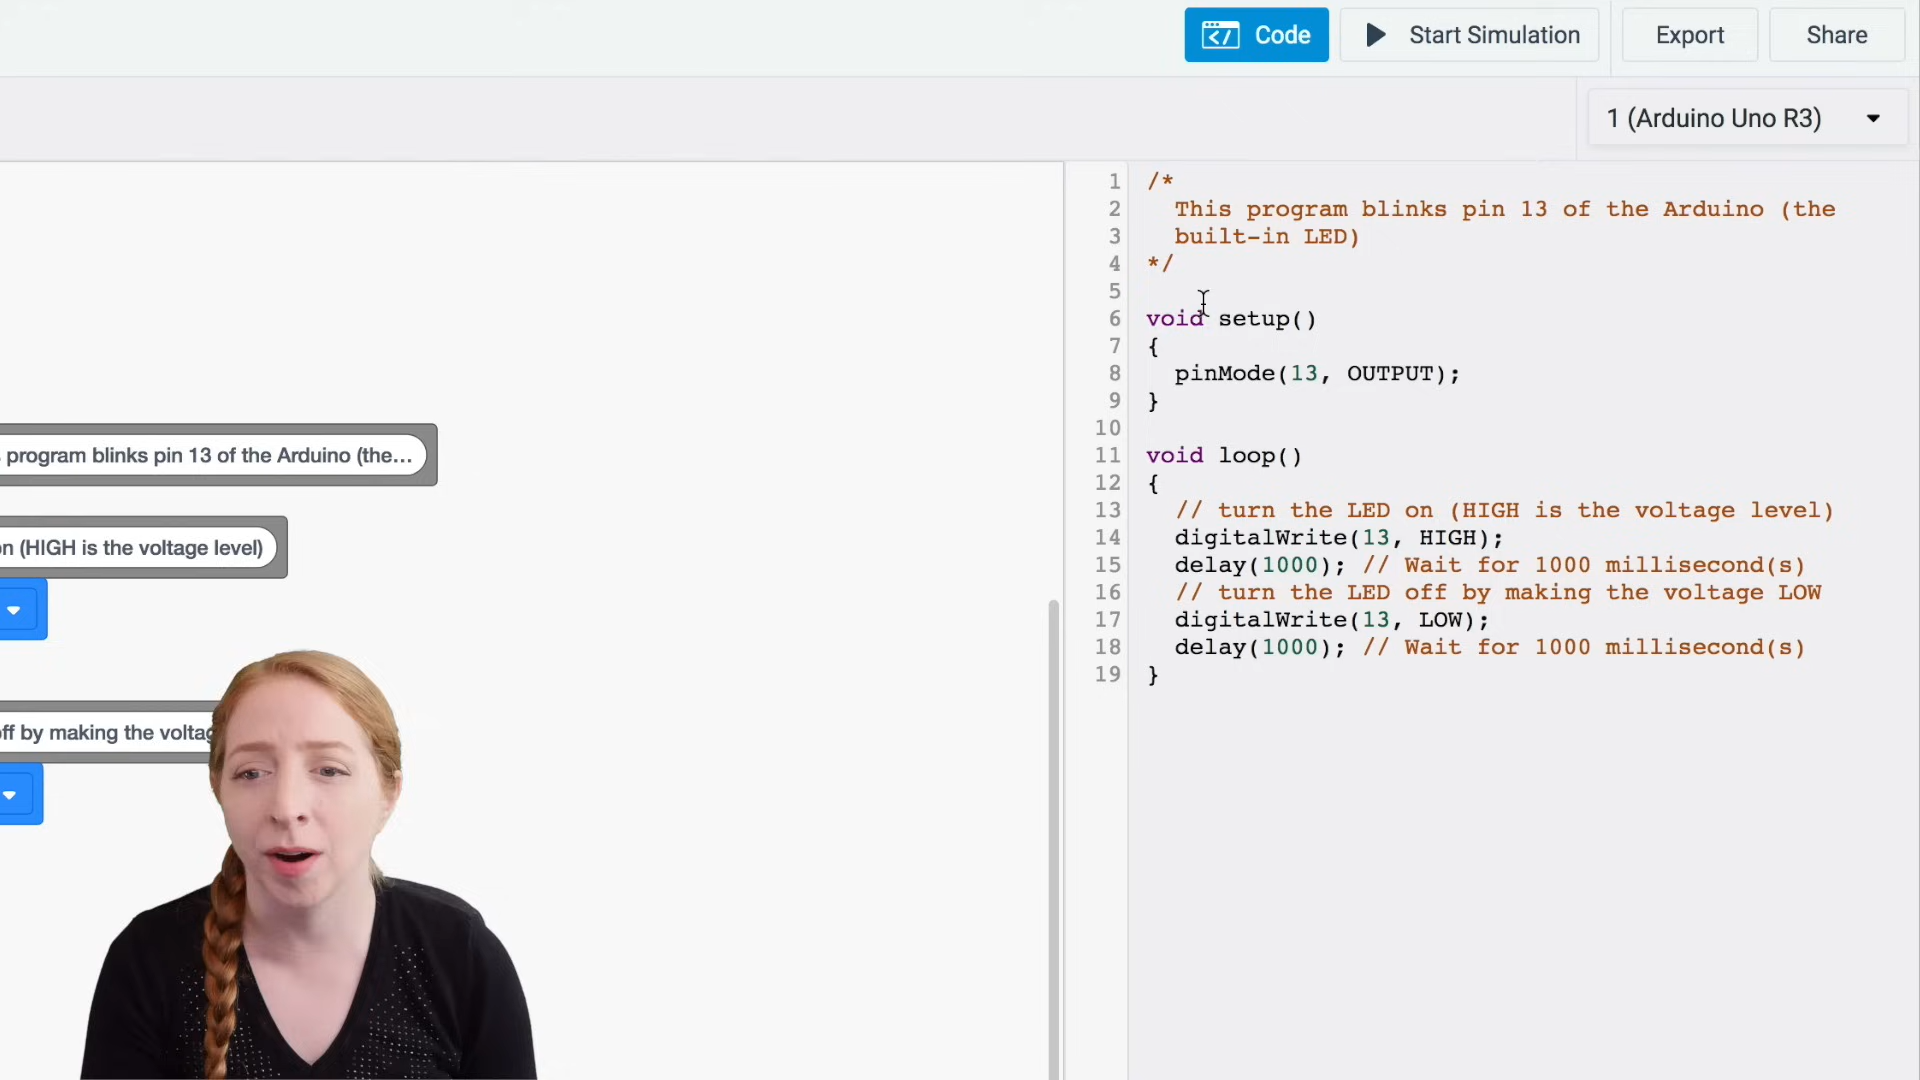 Code
Start Simulation
Export
Share
1 (Arduino Uno R3)
program blinks pin 13 of the Arduino (the...
on (HIGH is the voltage level)
off by making the
1 /*
2 This program blinks pin 13 of the Arduino (the
3 built-in LED)
4 */
5
6 void setup()
7 {
8 pinMode(13, OUTPUT);
9 }
10
11 void loop()
12 {
13 // turn the LED on (HIGH is the voltage level)
14 digitalWrite(13, HIGH);
15 delay(1000); // Wait for 1000 millisecond(s)
16 // turn the LED off by making the voltage LOW
17 digitalWrite(13, LOW);
18 delay(1000); // Wait for 1000 millisecond(s)
19 }